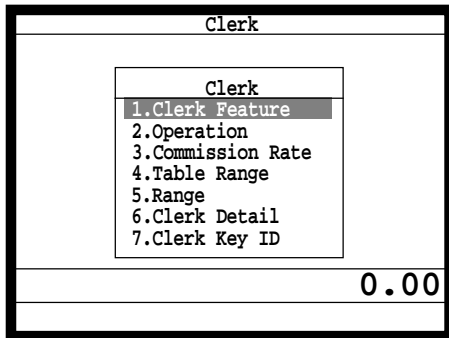 Clerk
Clerk
1.Clerk Feature
2.Operation
3.Commission Rate
4.Table Range
5.Range
6.Clerk Detail
7.Clerk Key ID
0.00